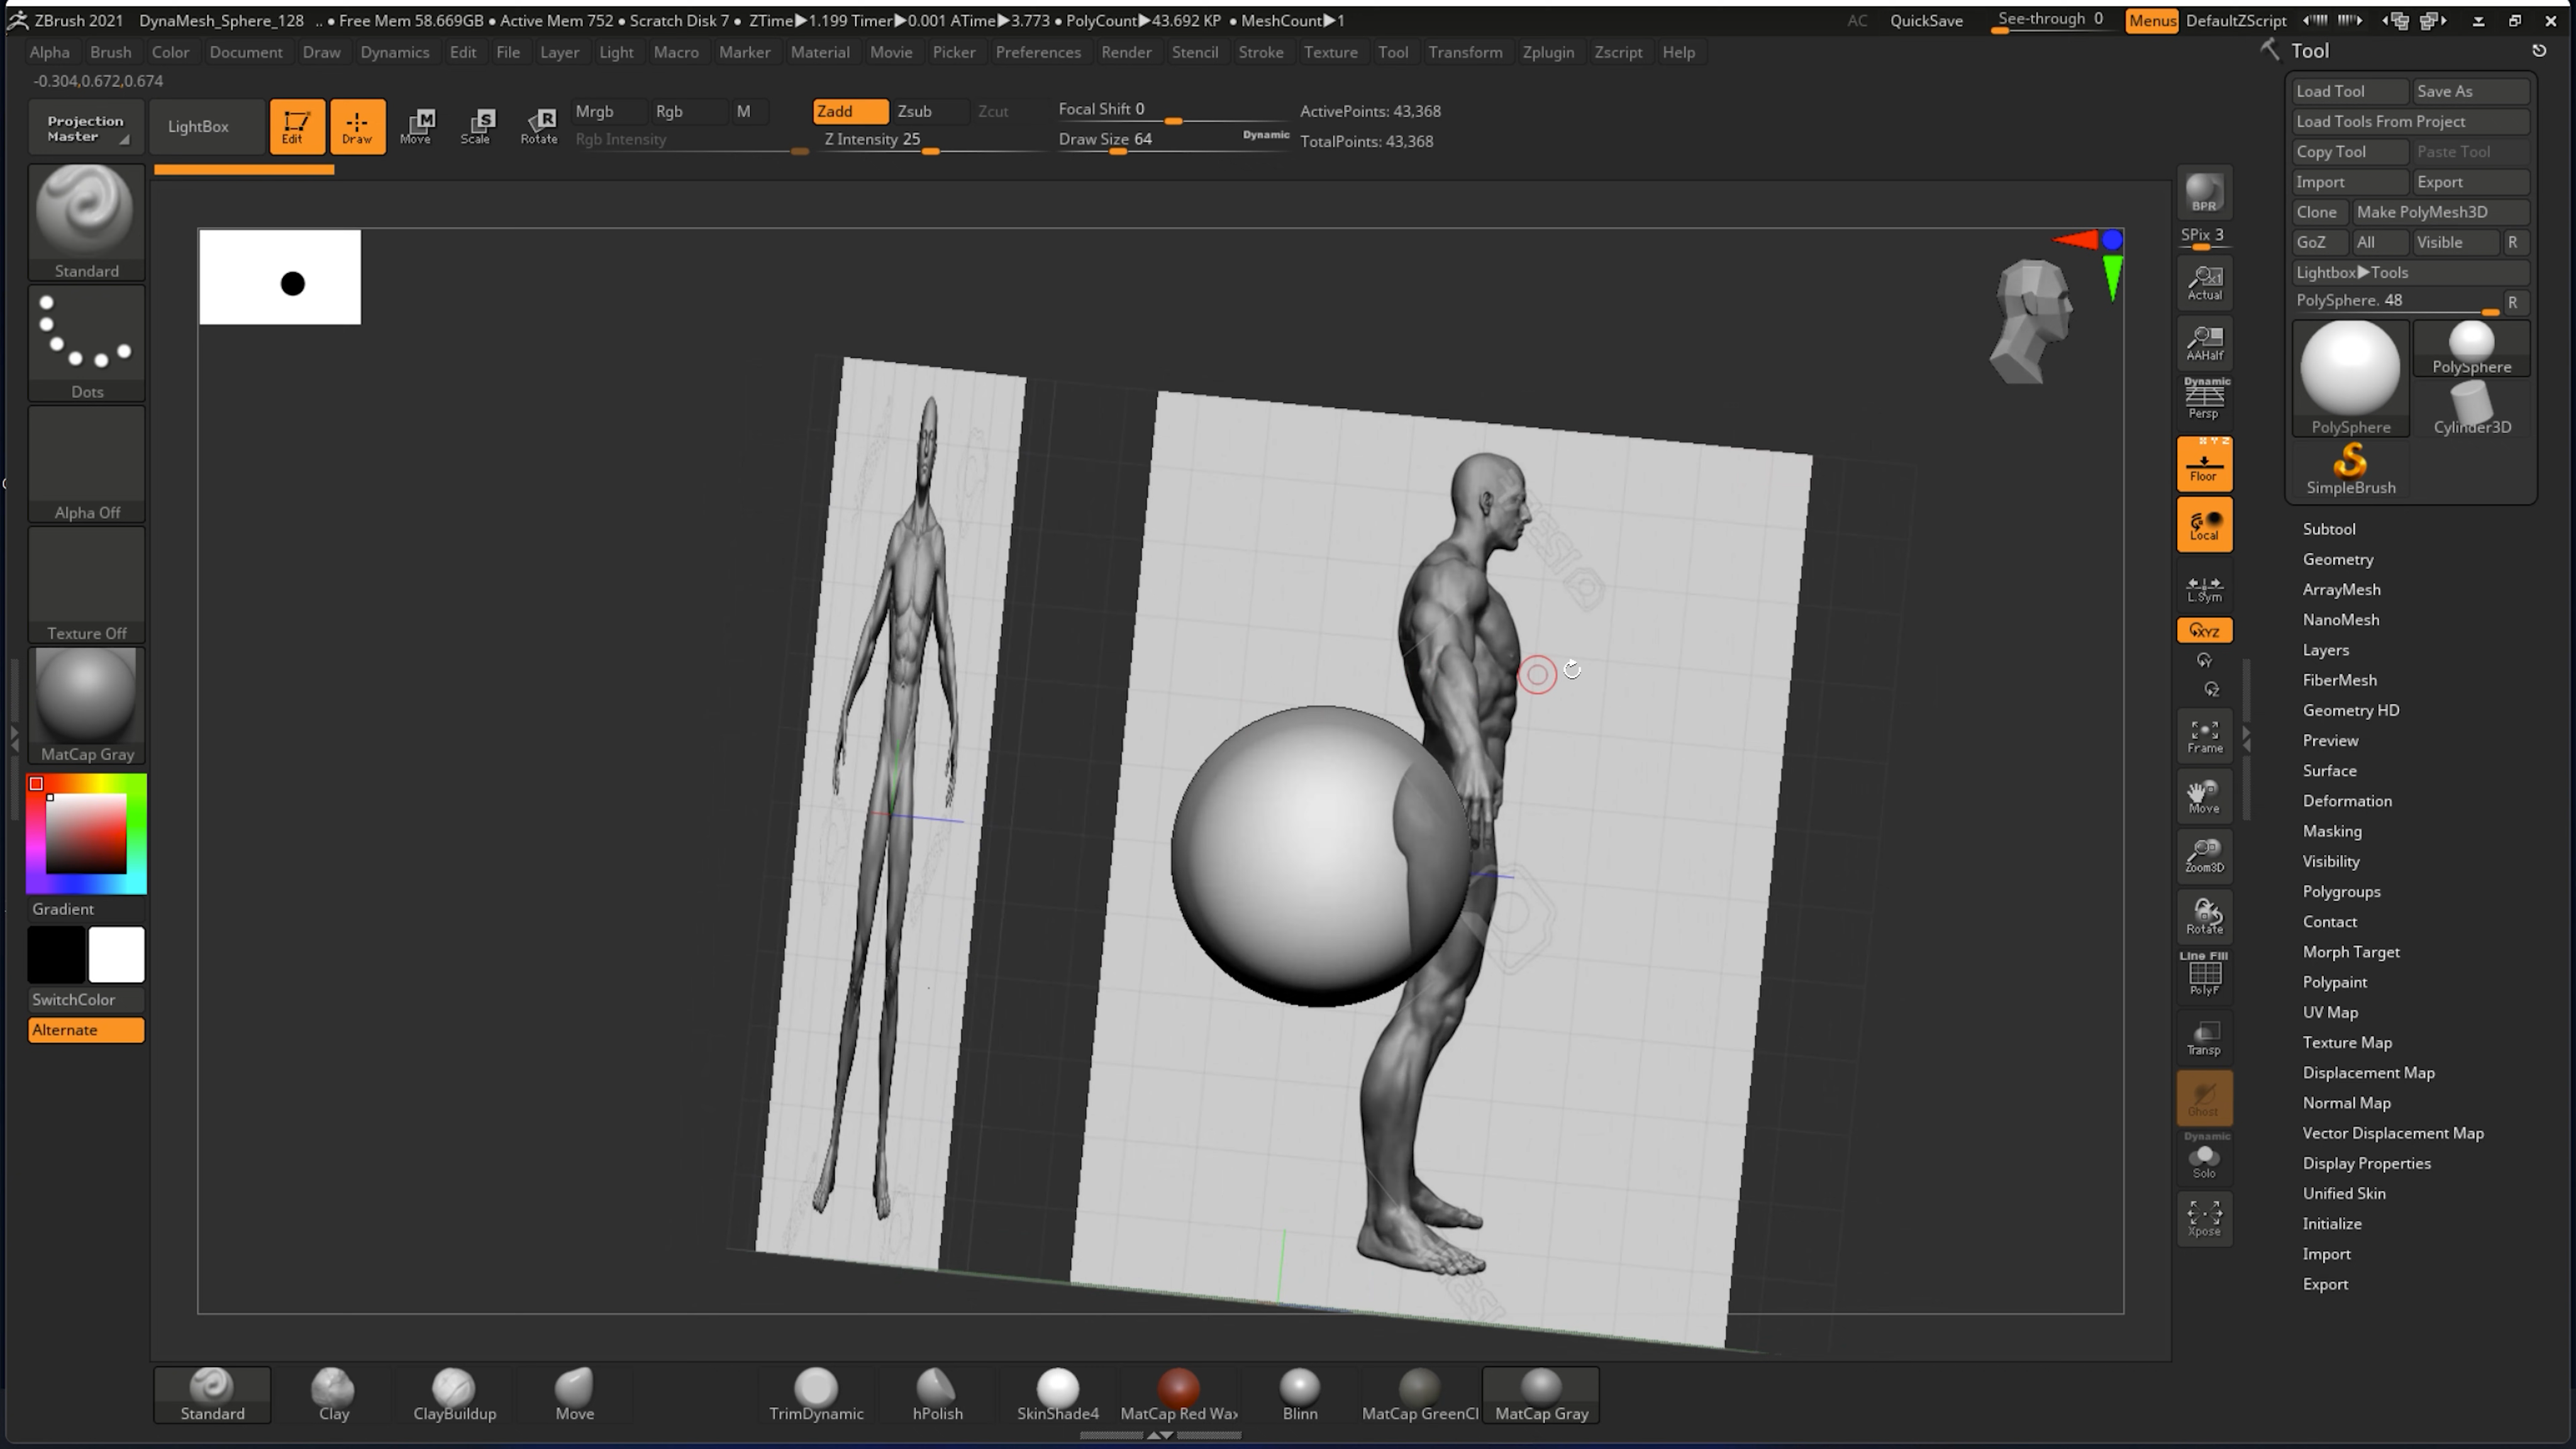 ZBrush 2021 DynaMesh_Sphere_128 .. • Free Mem 58.669GB • Active Mem 752 • Scratch Disk 7 • ZTime▶1.199 Timer▶0.001 ATime▶3.773 • PolyCount▶43.692 KP • MeshCount▶1 AC QuickSave See-through 0 Menus DefaultZScript
Alpha Brush Color Document Draw Dynamics Edit File Layer Light Macro Marker Material Movie Picker Preferences Render Stencil Stroke Texture Tool Transform Zplugin Zscript Help
-0.304,0.672,0.674
Projection Master
LightBox
Edit
Draw
Move
M
Scale
S
Rotate
R
Mrgb Rgb M
Rgb Intensity
Zadd Zsub Zcut
Z Intensity 25
Focal Shift 0
Draw Size 64
Dynamic
ActivePoints: 43,368
TotalPoints: 43,368
Standard
Dots
Alpha Off
Texture Off
MatCap Gray
Gradient
SwitchColor
Alternate
BPR
SPix 3
Actual
AAHalf
Dynamic
Persp
X Y Z
Floor
Local
L.Sym
XYZ
Y
Z
Frame
Move
Zoom3D
Rotate
Line Fill
PolyF
Transp
Ghost
Dynamic
Solo
Xpose
Tool
Load Tool Save As
Load Tools From Project
Copy Tool Paste Tool
Import Export
Clone Make PolyMesh3D
GoZ All Visible R
Lightbox▶Tools
PolySphere. 48 R
PolySphere
PolySphere
Cylinder3D
SimpleBrush
Subtool
Geometry
ArrayMesh
NanoMesh
Layers
FiberMesh
Geometry HD
Preview
Surface
Deformation
Masking
Visibility
Polygroups
Contact
Morph Target
Polypaint
UV Map
Texture Map
Displacement Map
Normal Map
Vector Displacement Map
Display Properties
Unified Skin
Initialize
Import
Export
Standard Clay ClayBuildup Move TrimDynamic hPolish SkinShade4 MatCap Red Wax Blinn MatCap GreenCl MatCap Gray